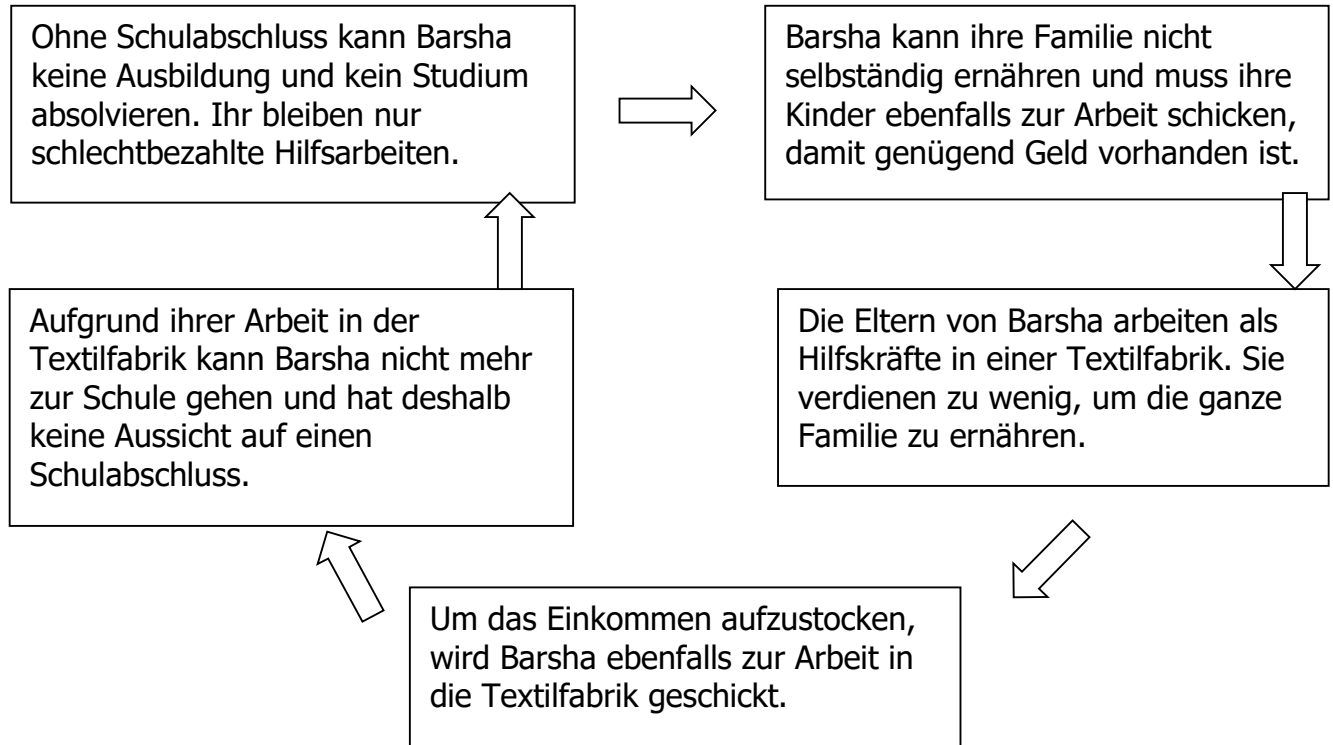 Ohne Schulabschluss kann Barsha
keine Ausbildung und kein Studium
absolvieren. Ihr bleiben nur
schlechtbezahlte Hilfsarbeiten.
Barsha kann ihre Familie nicht
selbständig ernähren und muss ihre
Kinder ebenfalls zur Arbeit schicken,
damit genügend Geld vorhanden ist.
Aufgrund ihrer Arbeit in der
Textilfabrik kann Barsha nicht mehr
zur Schule gehen und hat deshalb
keine Aussicht auf einen
Schulabschluss.
Die Eltern von Barsha arbeiten als
Hilfskräfte in einer Textilfabrik. Sie
verdienen zu wenig, um die ganze
Familie zu ernähren.
Um das Einkommen aufzustocken,
wird Barsha ebenfalls zur Arbeit in
die Textilfabrik geschickt.